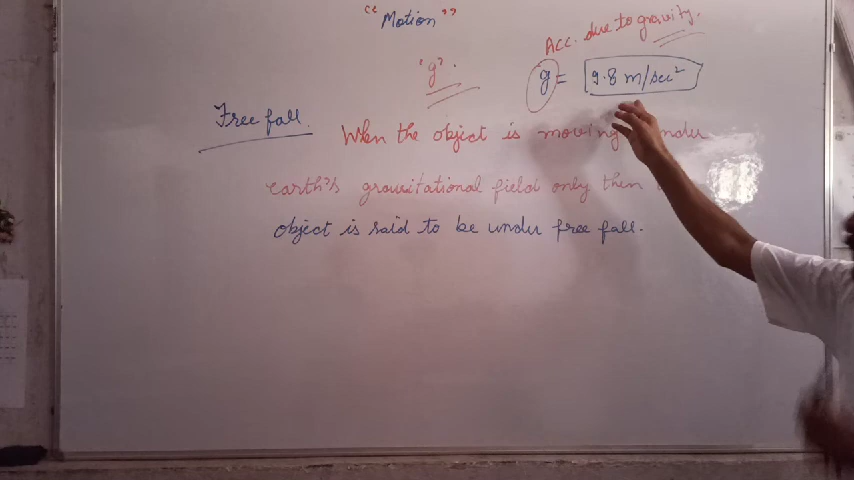 "Motion"
Acc. due to gravity.
'g'.
g = 9.8 m/sec²
Free fall.
When the object is moving under
earth's gravitational field only then
object is said to be under free fall.